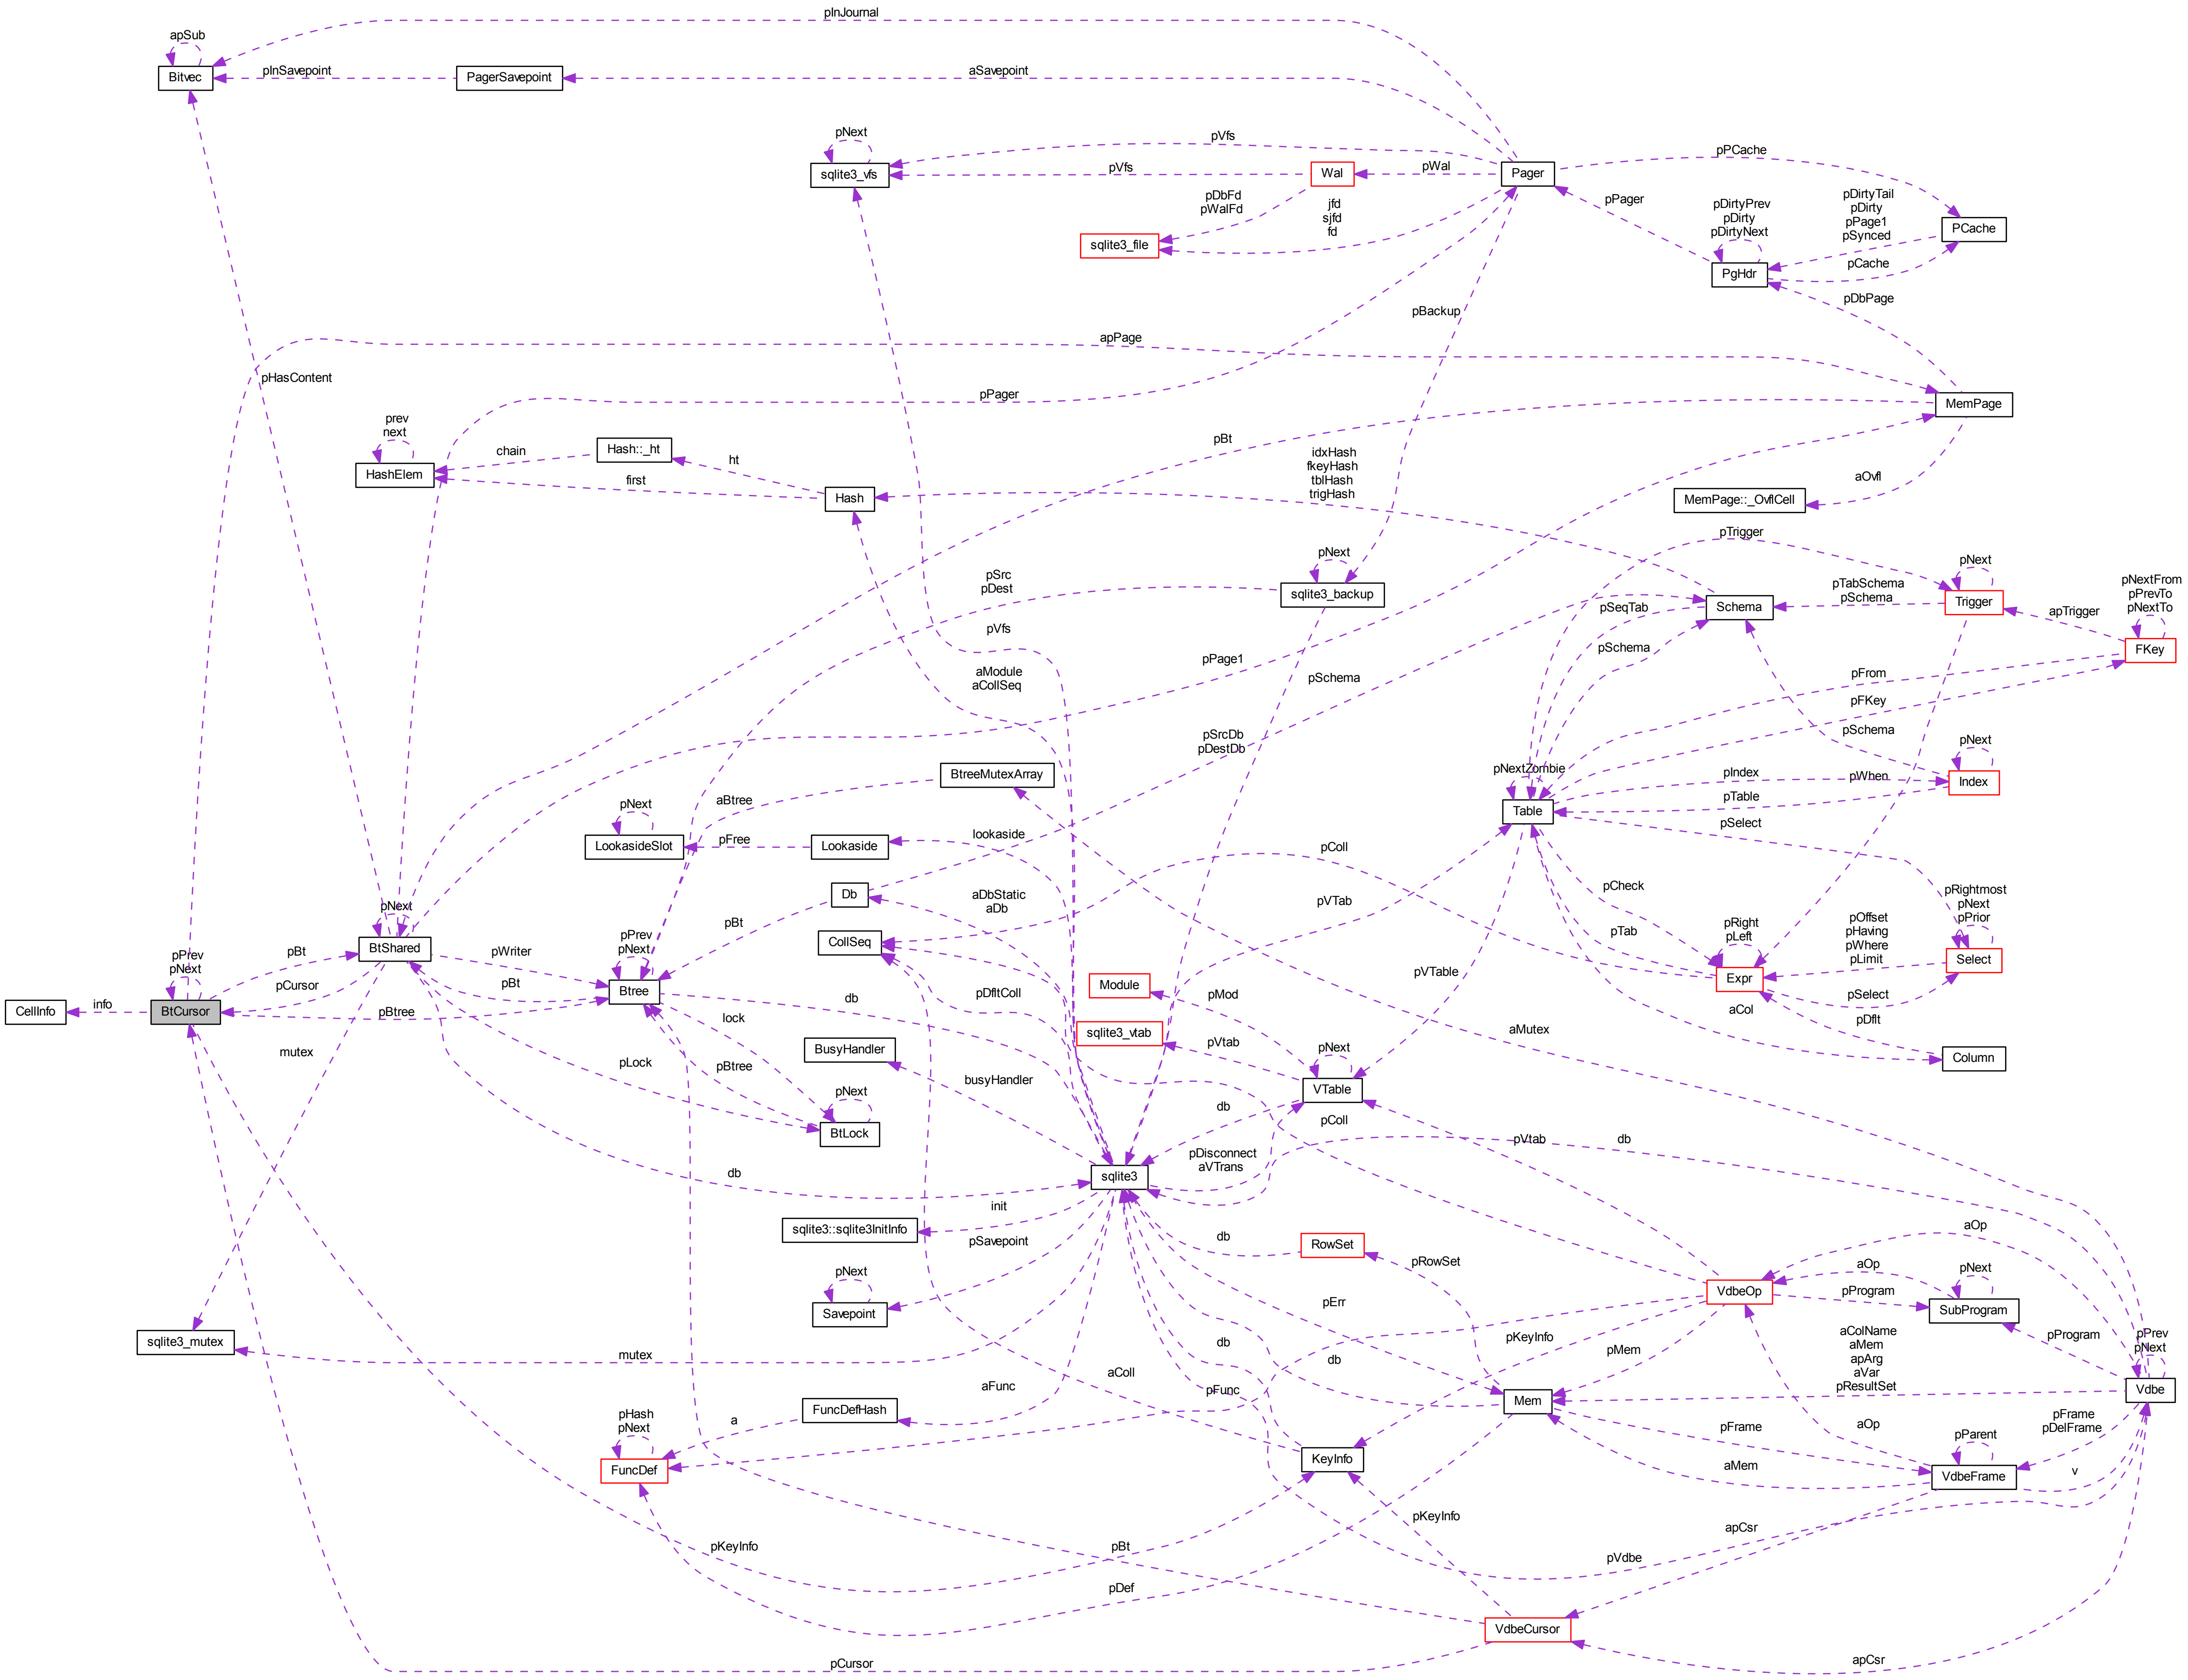 pInJournal
apSub
Bitvec
pInSavepoint
PagerSavepoint
aSavepoint
pNext
sqlite3_vfs
pVfs
pVfs
Wal
pWal
Pager
pPCache
pDbFd
pWalFd
jfd
sjfd
fd
sqlite3_file
pPager
pDirtyPrev
pDirty
pDirtyNext
PgHdr
pDirtyTail
pDirty
pPage1
pSynced
pCache
PCache
pDbPage
pBackup
apPage
pHasContent
pPager
MemPage
prev
next
HashElem
chain
Hash::_ht
ht
first
Hash
pBt
idxHash
fkeyHash
tblHash
trigHash
aOvfl
MemPage::_OvflCell
pTrigger
pNext
sqlite3_backup
pSrc
pDest
Schema
pSeqTab
pTabSchema
pSchema
pNext
Trigger
apTrigger
pNextFrom
pPrevTo
pNextTo
FKey
pVfs
pSchema
pPage1
aModule
aCollSeq
pSchema
pFrom
pFKey
pSchema
pNext
Index
pSrcDb
pDestDb
BtreeMutexArray
aBtree
pNextZombie
Table
pIndex
pTable
pWhen
pSelect
pNext
LookasideSlot
pFree
Lookaside
lookaside
pColl
Db
aDbStatic
aDb
pVTab
pCheck
pRightmost
pNext
pPrior
Select
pBt
CollSeq
pTab
pRight
pLeft
Expr
pOffset
pHaving
pWhere
pLimit
pNext
BtShared
pWriter
pPrev
pNext
Btree
pBt
pPrev
pNext
BtCursor
info
CellInfo
pBt
pCursor
pBtree
db
pDfltColl
Module
pMod
pVTable
pSelect
aCol
pDflt
Column
aMutex
lock
sqlite3_vtab
pVtab
BusyHandler
busyHandler
mutex
pLock
pBtree
pNext
BtLock
pNext
VTable
db
pColl
pVtab
db
pDisconnect
aVTrans
db
sqlite3
init
sqlite3::sqlite3InitInfo
pSavepoint
db
RowSet
pRowSet
aOp
pNext
Savepoint
VdbeOp
aOp
pNext
SubProgram
pProgram
pProgram
pErr
sqlite3_mutex
mutex
pKeyInfo
pMem
db
db
aColName
aMem
apArg
aVar
pResultSet
pPrev
pNext
Vdbe
aColl
aFunc
pFunc
Mem
FuncDefHash
a
pHash
pNext
FuncDef
pFrame
aOp
pFrame
pDelFrame
pParent
VdbeFrame
aMem
v
KeyInfo
pKeyInfo
apCsr
pKeyInfo
pBt
pVdbe
pDef
VdbeCursor
pCursor
apCsr